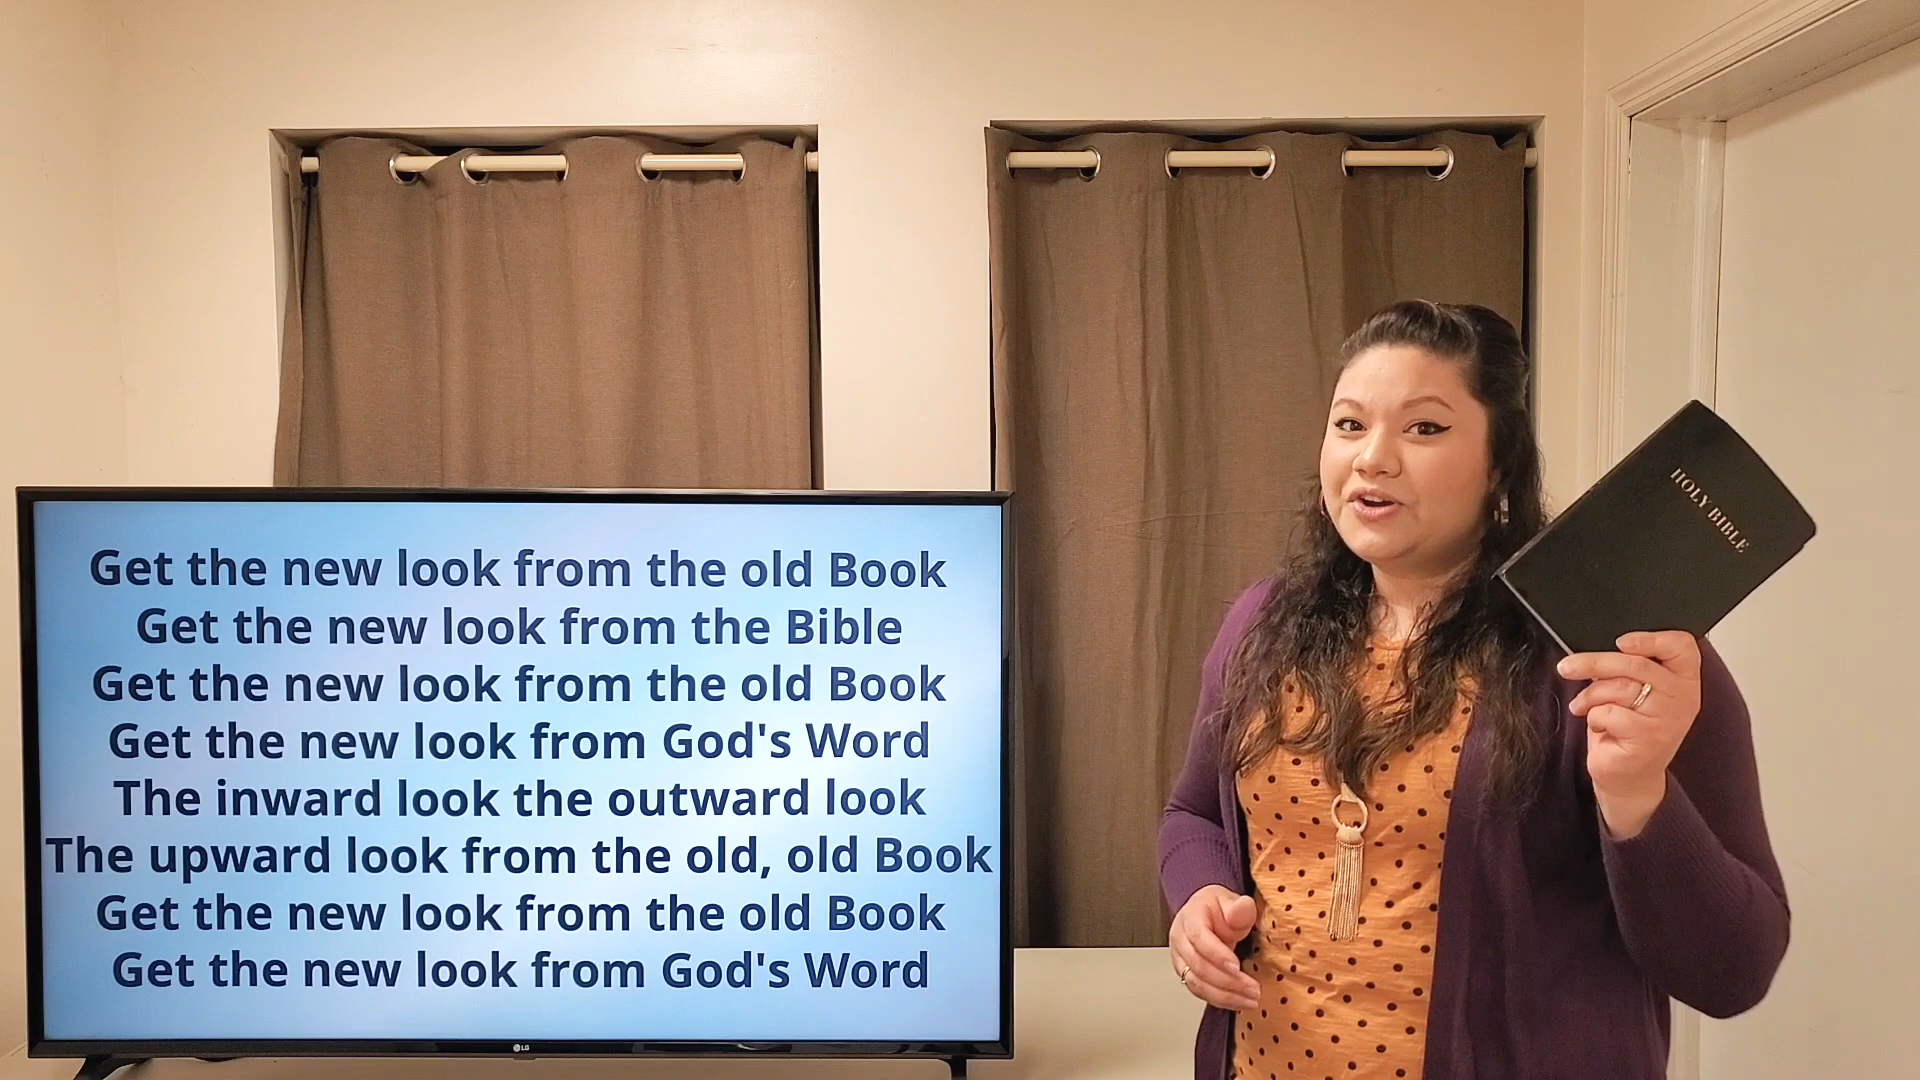 Get the new look from the old Book
Get the new look from the Bible
Get the new look from the old Book
Get the new look from God's Word
The inward look the outward look
The upward look from the old, old Book
Get the new look from the old Book
Get the new look from God's Word
LG
HOLY BIBLE